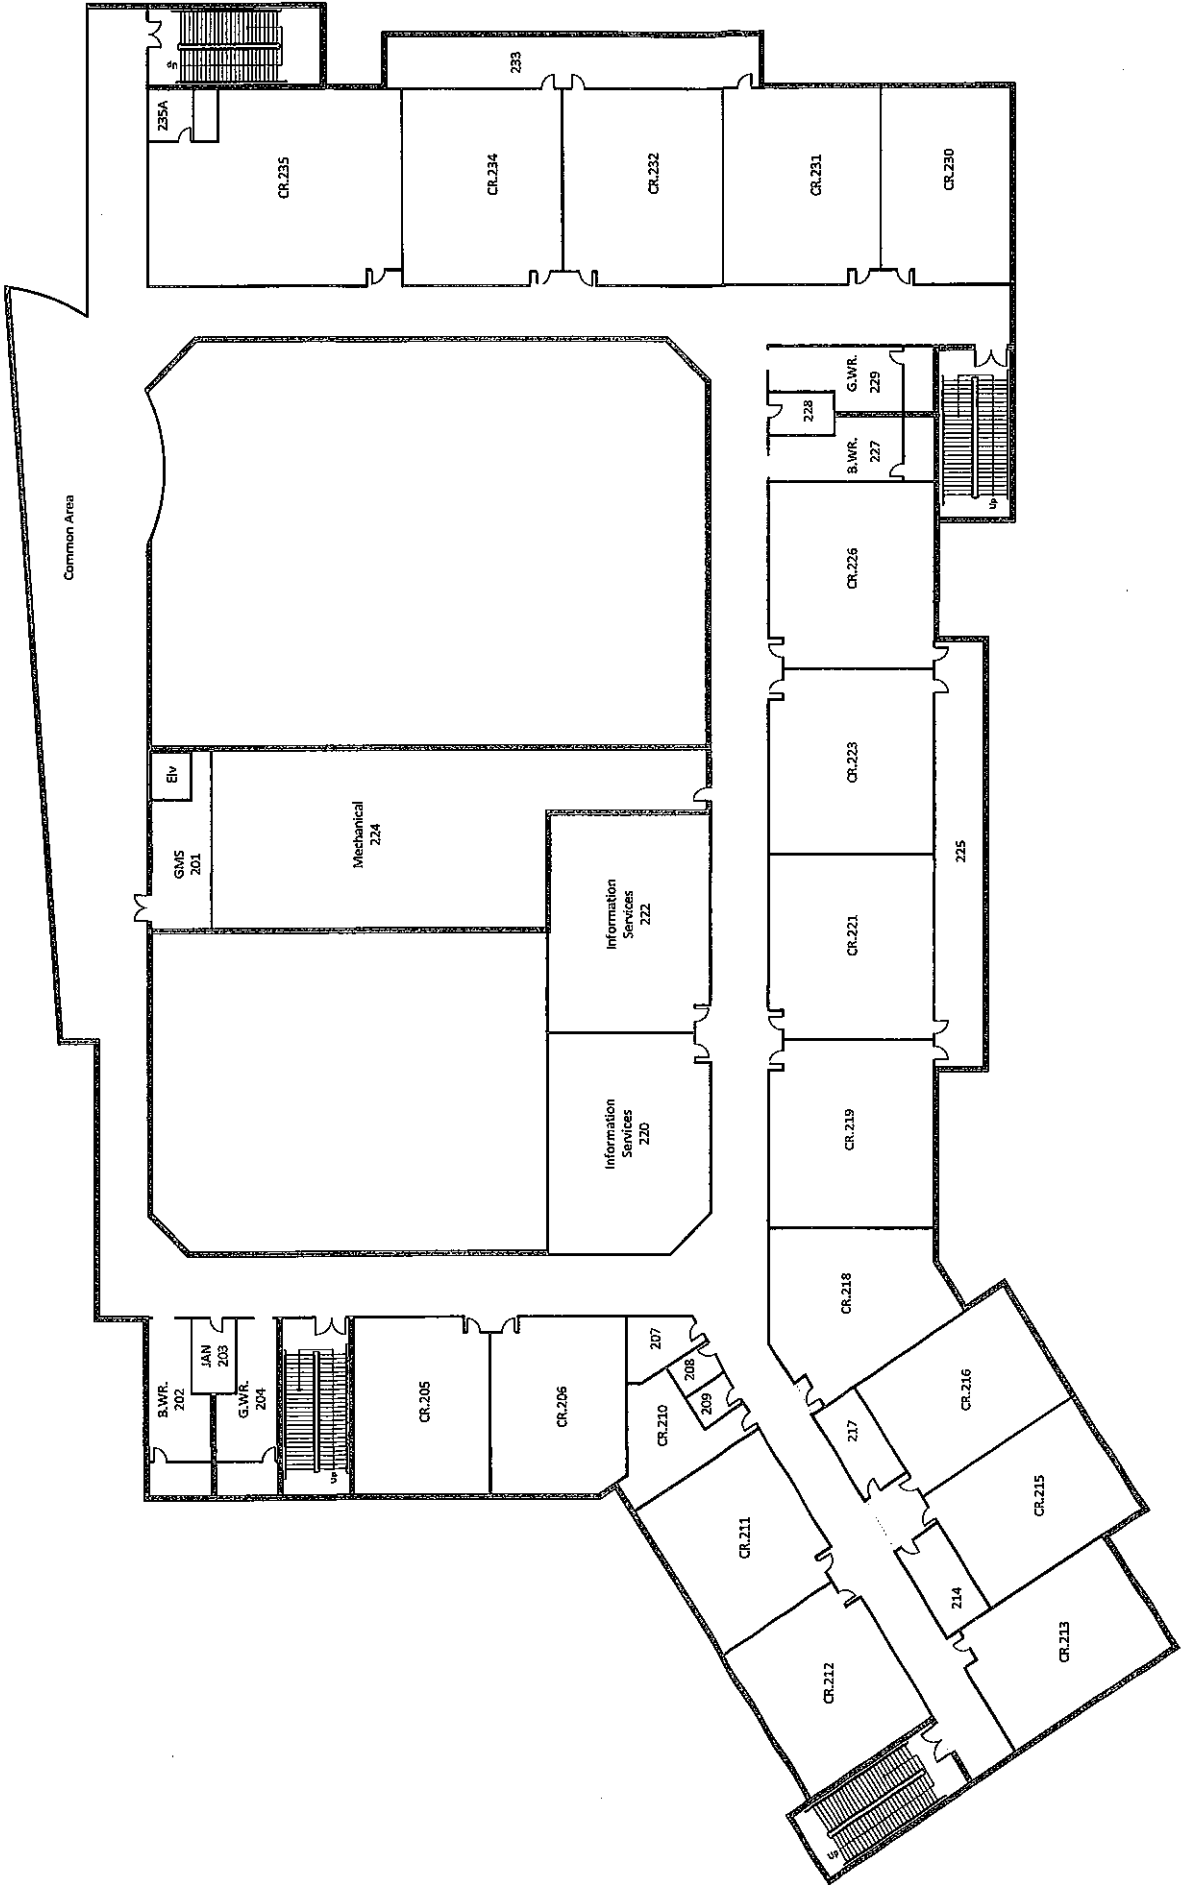 Up
235A
CR.235
233
CR.234
CR.232
CR.231
CR.230
Common Area
G.WR.
229
228
B.WR.
227
Up
CR.226
CR.223
225
CR.221
CR.219
Elv
GMS
201
Mechanical
224
Information
Services
222
Information
Services
220
B.WR.
202
JAN
203
G.WR.
204
Up
CR.205
CR.206
207
208
209
CR.210
CR.211
CR.212
CR.218
217
CR.216
CR.215
214
CR.213
Up